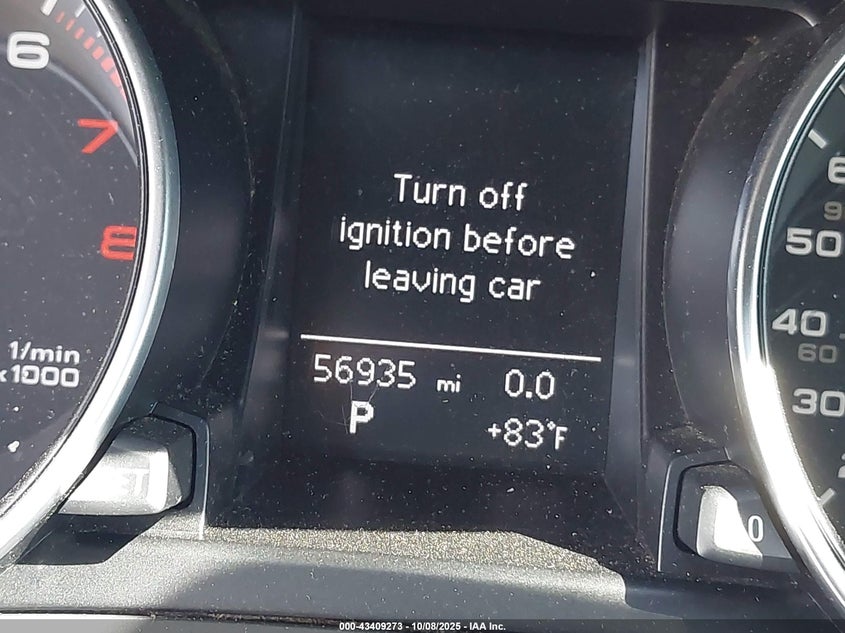 6
7
8
1/min
x1000
Turn off
ignition before
leaving car
56935 mi 0.0
P +83°F
50
40
60
30
0
000-43409273 - 10/08/2025 - IAA Inc.